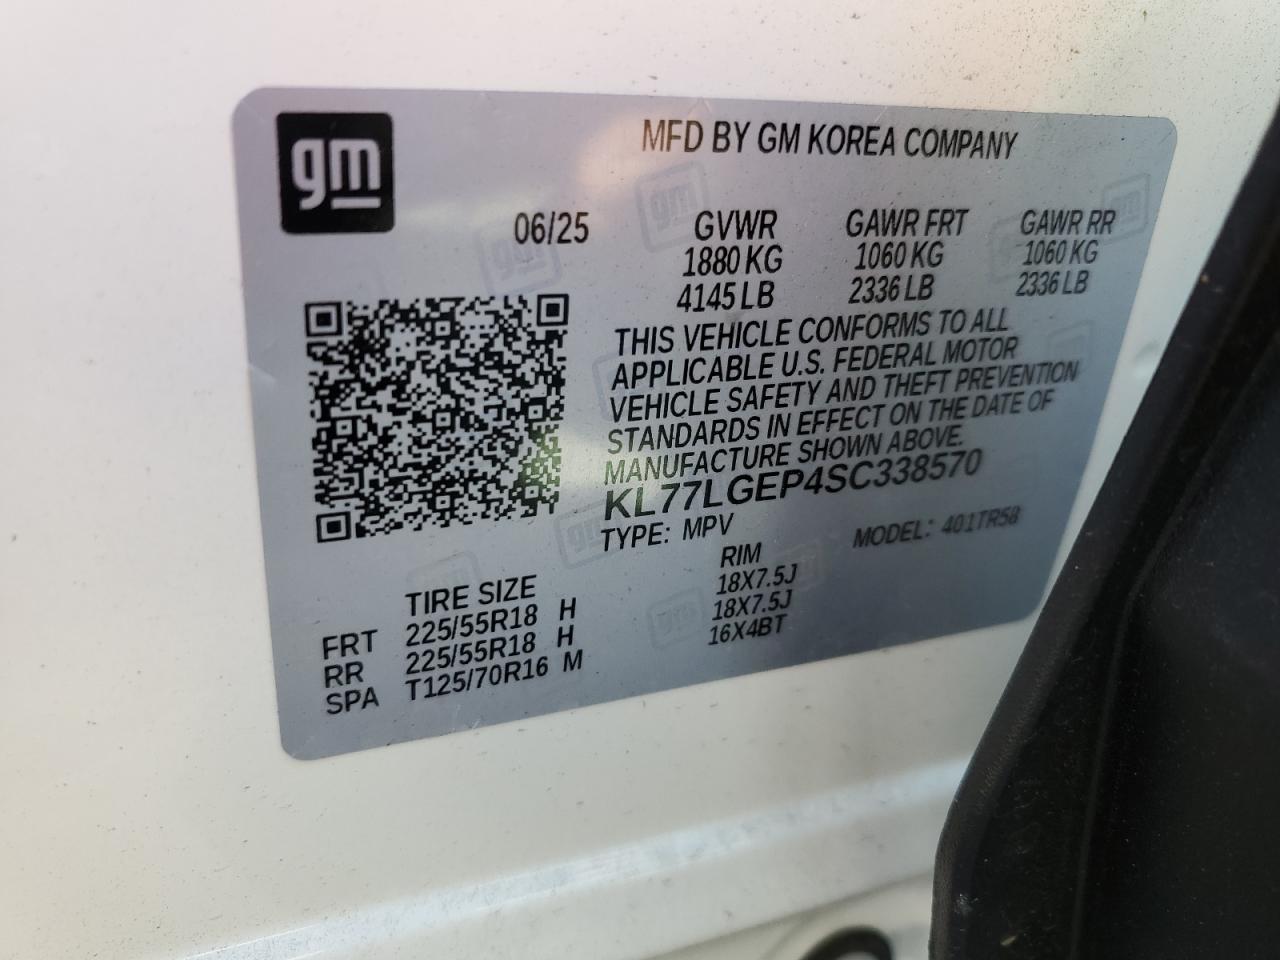 gm
MFD BY GM KOREA COMPANY
06/25 GVWR GAWR FRT GAWR RR
1880 KG 1060 KG 1060 KG
4145 LB 2336 LB 2336 LB
THIS VEHICLE CONFORMS TO ALL
APPLICABLE U.S. FEDERAL MOTOR
VEHICLE SAFETY AND THEFT PREVENTION
STANDARDS IN EFFECT ON THE DATE OF
MANUFACTURE SHOWN ABOVE.
KL77LGEP4SC338570
TYPE: MPV MODEL: 401TR58
TIRE SIZE RIM
FRT 225/55R18 H 18X7.5J
RR 225/55R18 H 18X7.5J
SPA T125/70R16 M 16X4BT